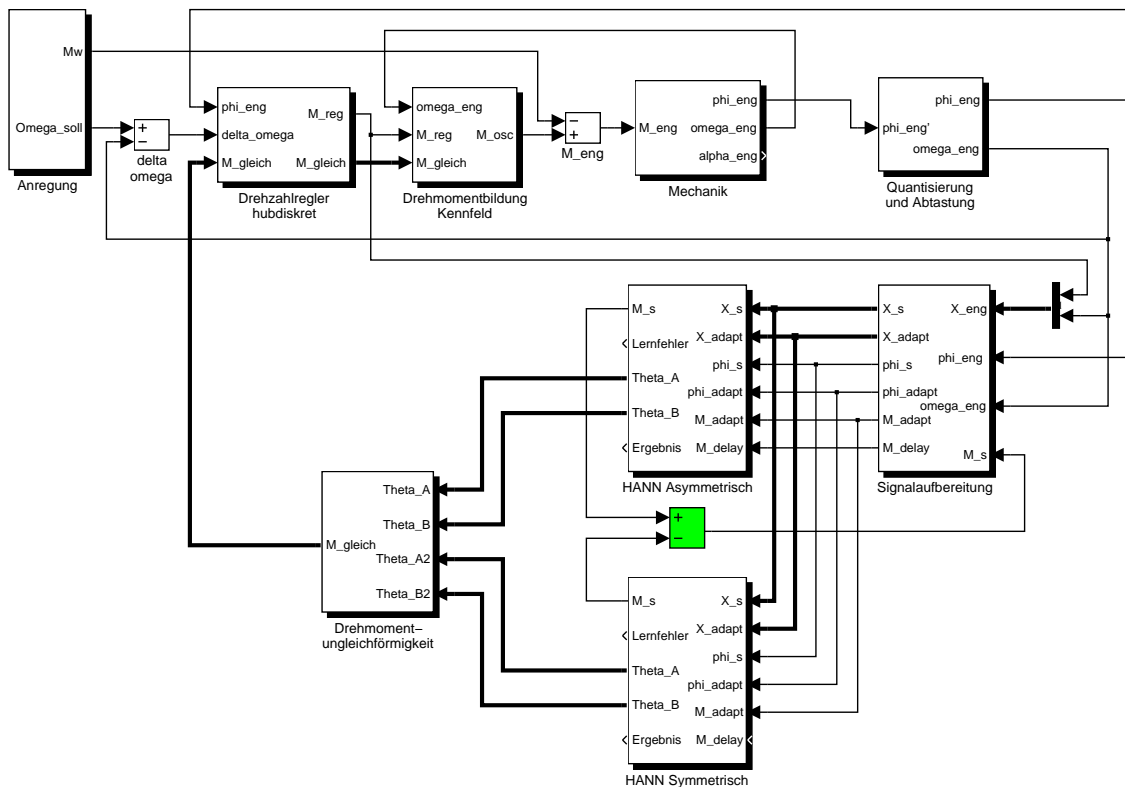 Mw
Omega_soll
Anregung
+
−
delta
omega
phi_eng
delta_omega
M_gleich
M_reg
M_gleich
Drehzahlregler
hubdiskret
omega_eng
M_reg
M_gleich
M_osc
Drehmomentbildung
Kennfeld
−
+
M_eng
M_eng
phi_eng
omega_eng
alpha_eng
Mechanik
phi_eng'
phi_eng
omega_eng
Quantisierung
und Abtastung
M_s
Lernfehler
Theta_A
Theta_B
Ergebnis
X_s
X_adapt
phi_s
phi_adapt
M_adapt
M_delay
HANN Asymmetrisch
X_s
X_adapt
phi_s
phi_adapt
M_adapt
M_delay
X_eng
phi_eng
omega_eng
M_s
Signalaufbereitung
+
−
M_gleich
Theta_A
Theta_B
Theta_A2
Theta_B2
Drehmoment−
ungleichförmigkeit
M_s
Lernfehler
Theta_A
Theta_B
Ergebnis
X_s
X_adapt
phi_s
phi_adapt
M_adapt
M_delay
HANN Symmetrisch